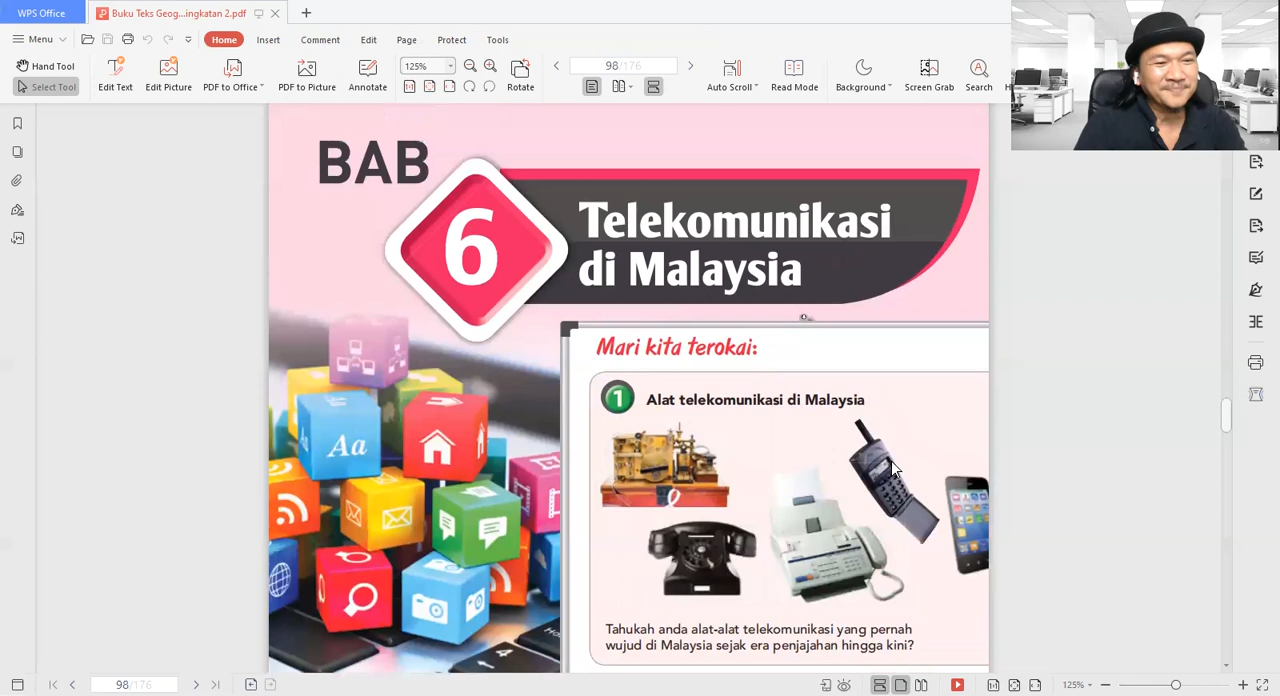 WPS Office
Buku Teks Geog...ingkatan 2.pdf
Menu
Home
Insert
Comment
Edit
Page
Protect
Tools
Hand Tool
Select Tool
Edit Text
Edit Picture
PDF to Office
PDF to Picture
Annotate
125%
Rotate
98/176
Auto Scroll
Read Mode
Background
Screen Grab
Search
BAB
6
Telekomunikasi
di Malaysia
Mari kita terokai:
1
Alat telekomunikasi di Malaysia
Aa
Tahukah anda alat-alat telekomunikasi yang pernah
wujud di Malaysia sejak era penjajahan hingga kini?
98/176
125%